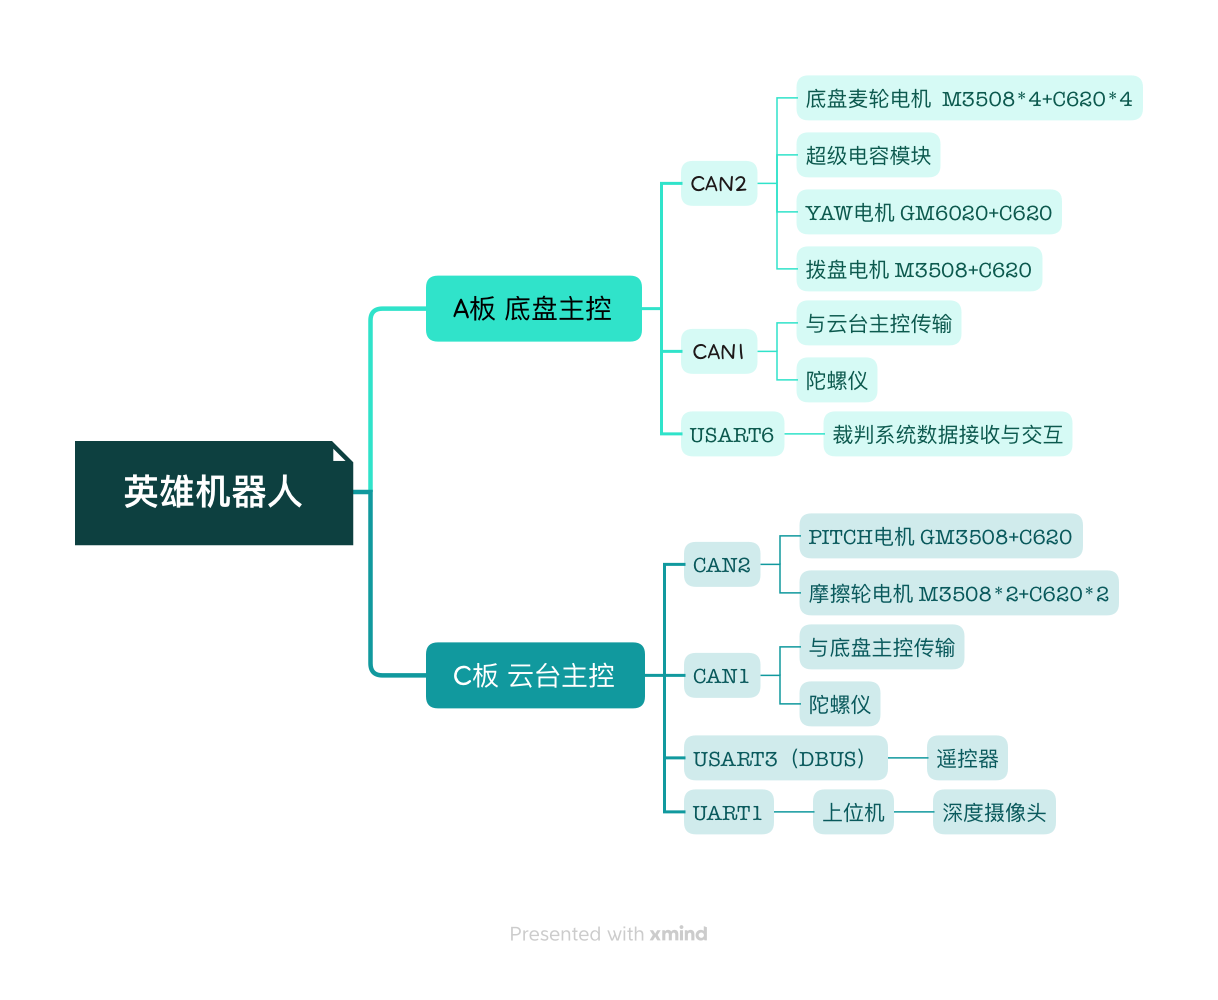 英雄机器人
A板 底盘主控
CAN2
底盘麦轮电机  M3508*4+C620*4
超级电容模块
YAW电机 GM6020+C620
拨盘电机 M3508+C620
CAN1
与云台主控传输
陀螺仪
USART6
裁判系统数据接收与交互
C板 云台主控
CAN2
PITCH电机 GM3508+C620
摩擦轮电机 M3508*2+C620*2
CAN1
与底盘主控传输
陀螺仪
USART3（DBUS）
遥控器
UART1
上位机
深度摄像头
Presented with xmind